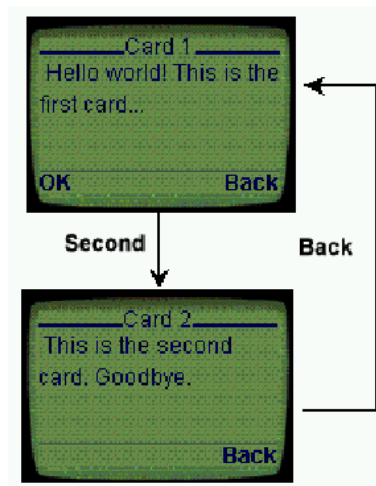 Card 1
Hello world! This is the
first card...
OK Back
Second
Back
Card 2
This is the second
card. Goodbye.
Back